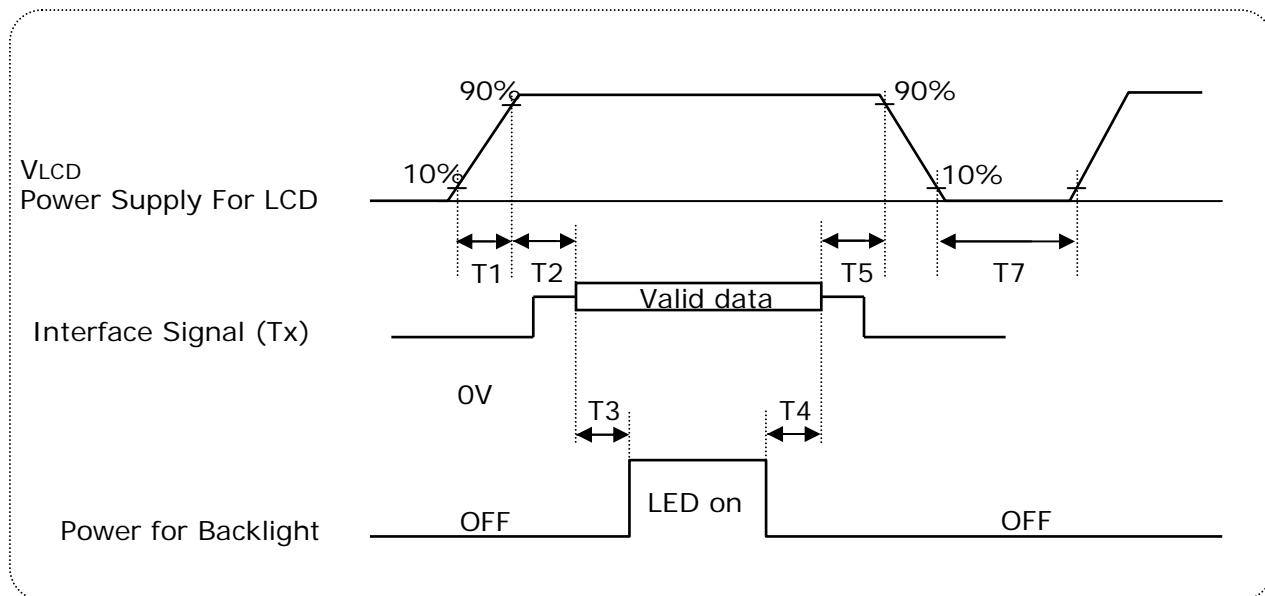 90%
90%
VLCD
10%
10%
Power Supply For LCD
T1
T2
T5
T7
Valid data
Interface Signal (Tx)
0V
T3
T4
LED on
OFF
OFF
Power for Backlight